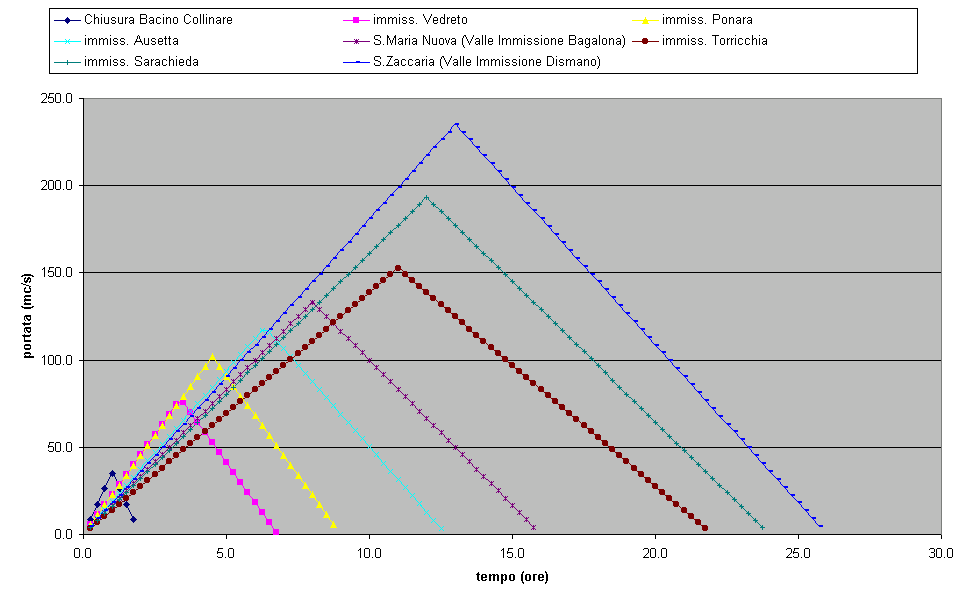 Chiusura Bacino Collinare immiss. Vedreto immiss. Ponara
immiss. Ausetta S.Maria Nuova (Valle Immissione Bagalona) immiss. Torricchia
immiss. Sarachieda S.Zaccaria (Valle Immissione Dismano)
250.0
200.0
150.0
100.0
50.0
0.0
portata (mc/s)
0.0 5.0 10.0 15.0 20.0 25.0 30.0
tempo (ore)